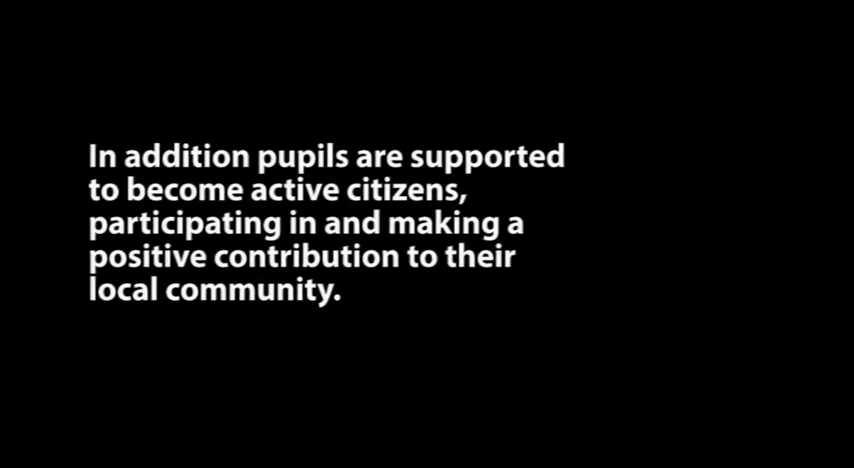 In addition pupils are supported
to become active citizens,
participating in and making a
positive contribution to their
local community.